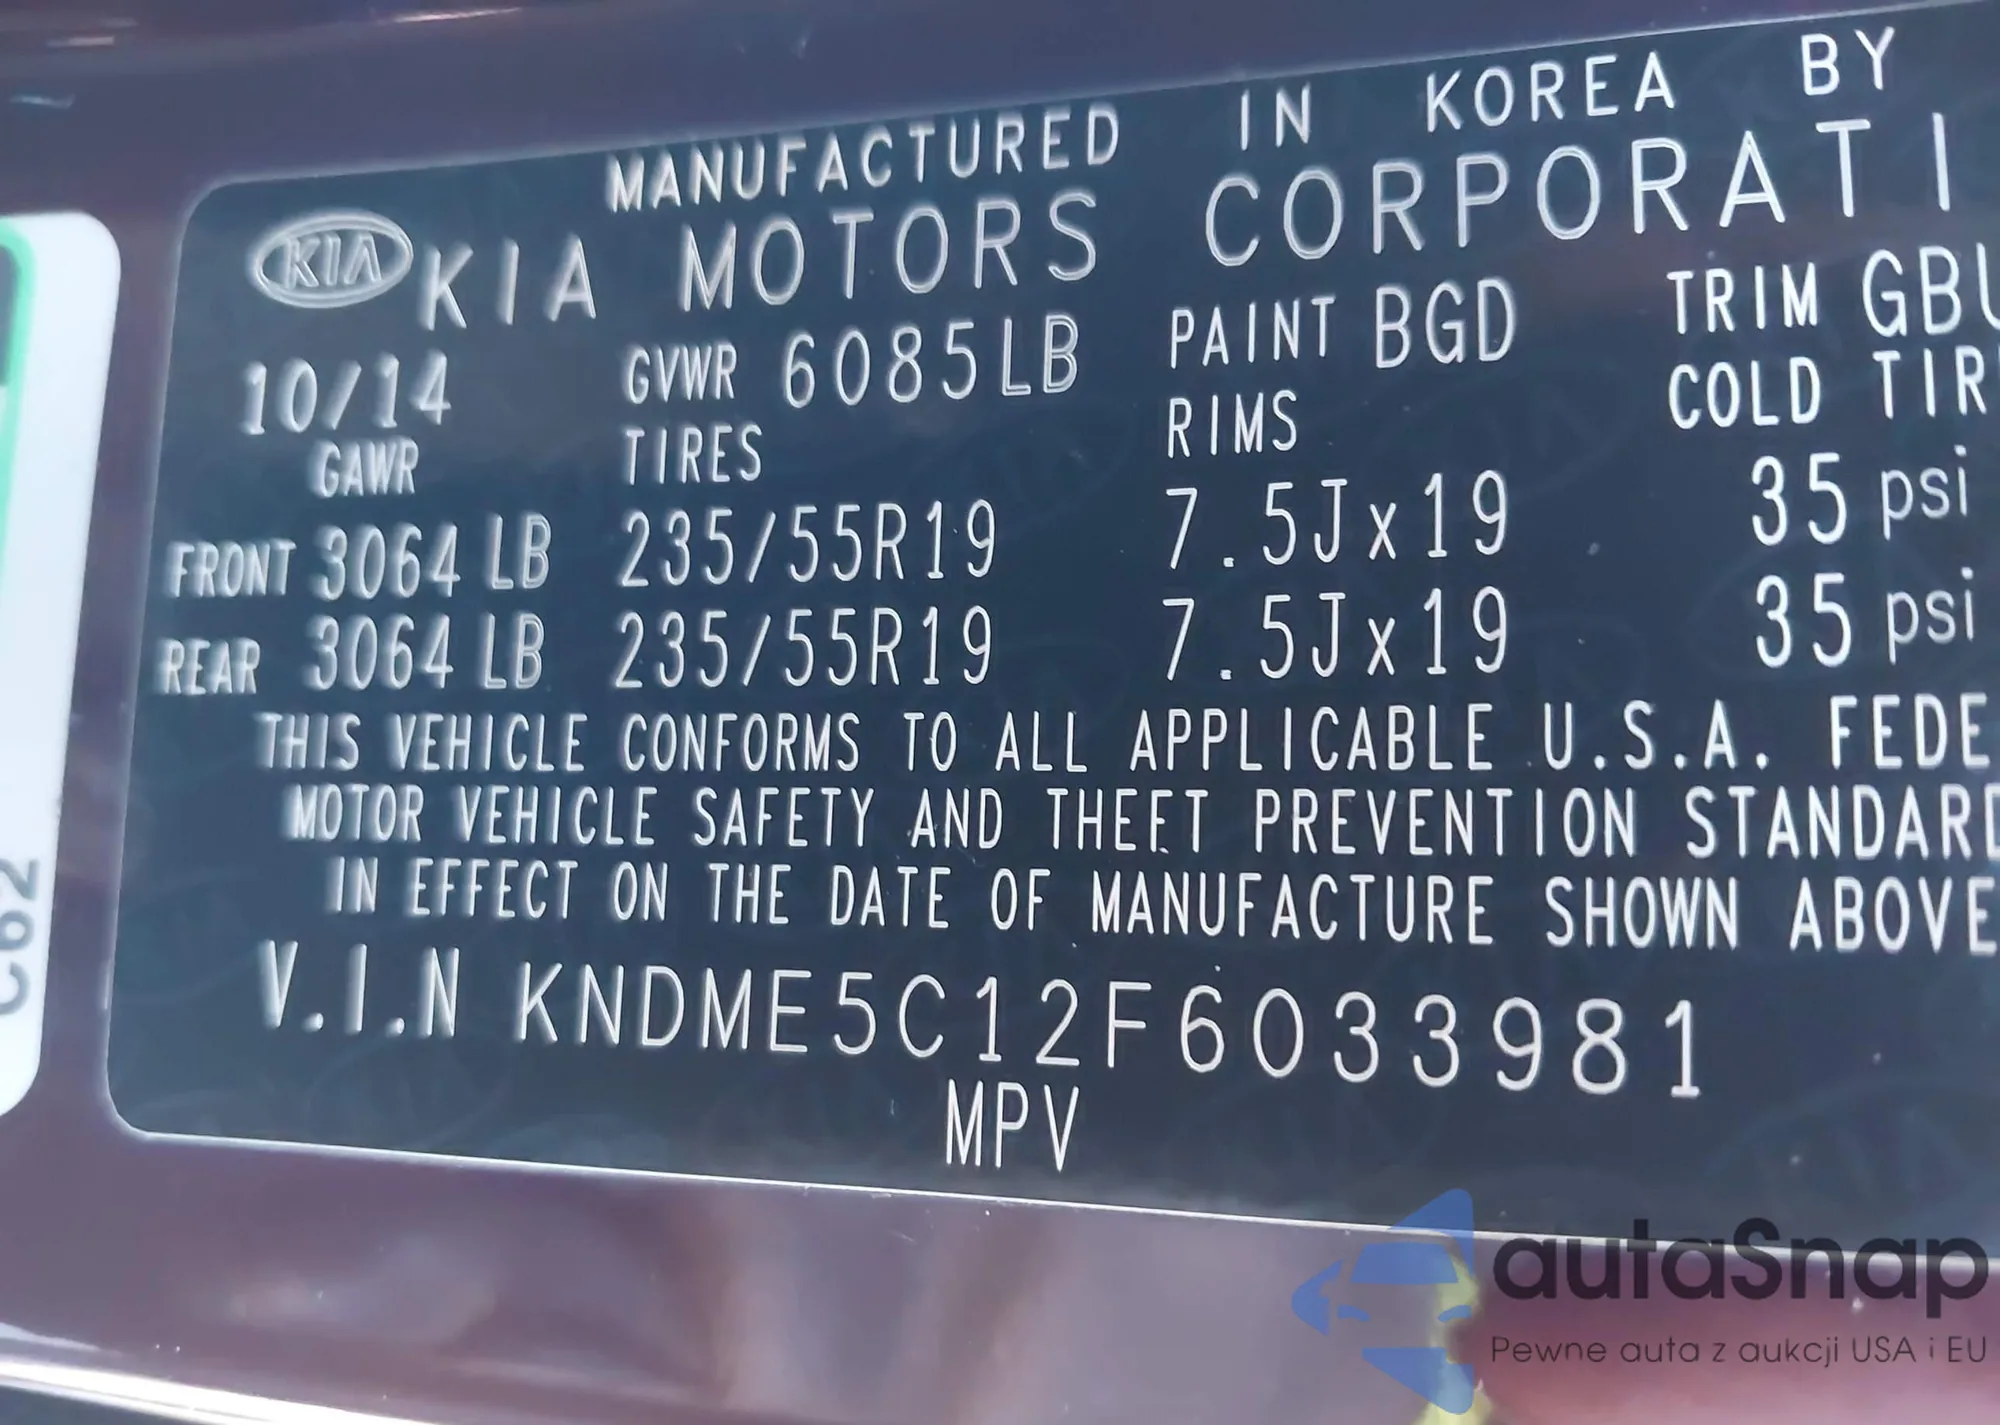 MANUFACTURED IN KOREA BY
KIA KIA MOTORS CORPORATI
10/14 GVWR 6085LB PAINT BGD TRIM GBU
GAWR TIRES RIMS COLD TIR
FRONT 3064 LB 235/55R19 7.5Jx19 35 psi
REAR 3064 LB 235/55R19 7.5Jx19 35 psi
THIS VEHICLE CONFORMS TO ALL APPLICABLE U.S.A. FEDE
MOTOR VEHICLE SAFETY AND THEFT PREVENTION STANDARD
IN EFFECT ON THE DATE OF MANUFACTURE SHOWN ABOVE
V.I.N KNDME5C12F6033981
MPV
C62
autaSnap
Pewne auta z aukcji USA i EU